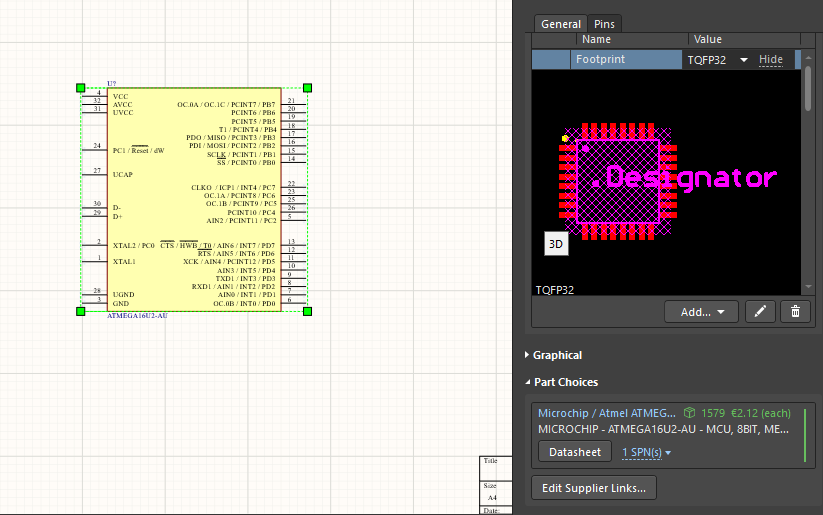 U?
4 VCC
32 AVCC
31 UVCC
24 PC1 / Reset / dW
27 UCAP
30 D-
29 D+
2 XTAL2 / PC0
1 XTAL1
28 UGND
3 GND
OC.0A / OC.1C / PCINT7 / PB7 21
PCINT6 / PB6 20
PCINT5 / PB5 19
T1 / PCINT4 / PB4 18
PDO / MISO / PCINT3 / PB3 17
PDI / MOSI / PCINT2 / PB2 16
SCLK / PCINT1 / PB1 15
SS / PCINT0 / PB0 14
CLKO / ICP1 / INT4 / PC7 22
OC.1A / PCINT8 / PC6 23
OC.1B / PCINT9 / PC5 25
PCINT10 / PC4 26
AIN2 / PCINT11 / PC2 5
CTS / HWB / T0 / AIN6 / INT7 / PD7 13
RTS / AIN5 / INT6 / PD6 12
XCK / AIN4 / PCINT12 / PD5 11
AIN3 / INT5 / PD4 10
TXD1 / INT3 / PD3 9
RXD1 / AIN1 / INT2 / PD2 8
AIN0 / INT1 / PD1 7
OC.0B / INT0 / PD0 6
ATMEGA16U2-AU
Title
Size
A4
Date:
General Pins
Name Value
Footprint TQFP32 Hide
.Designator
3D
TQFP32
Add...
Graphical
Part Choices
Microchip / Atmel ATMEG... 1579 €2.12 (each)
MICROCHIP - ATMEGA16U2-AU - MCU, 8BIT, ME...
Datasheet 1 SPN(s)
Edit Supplier Links...